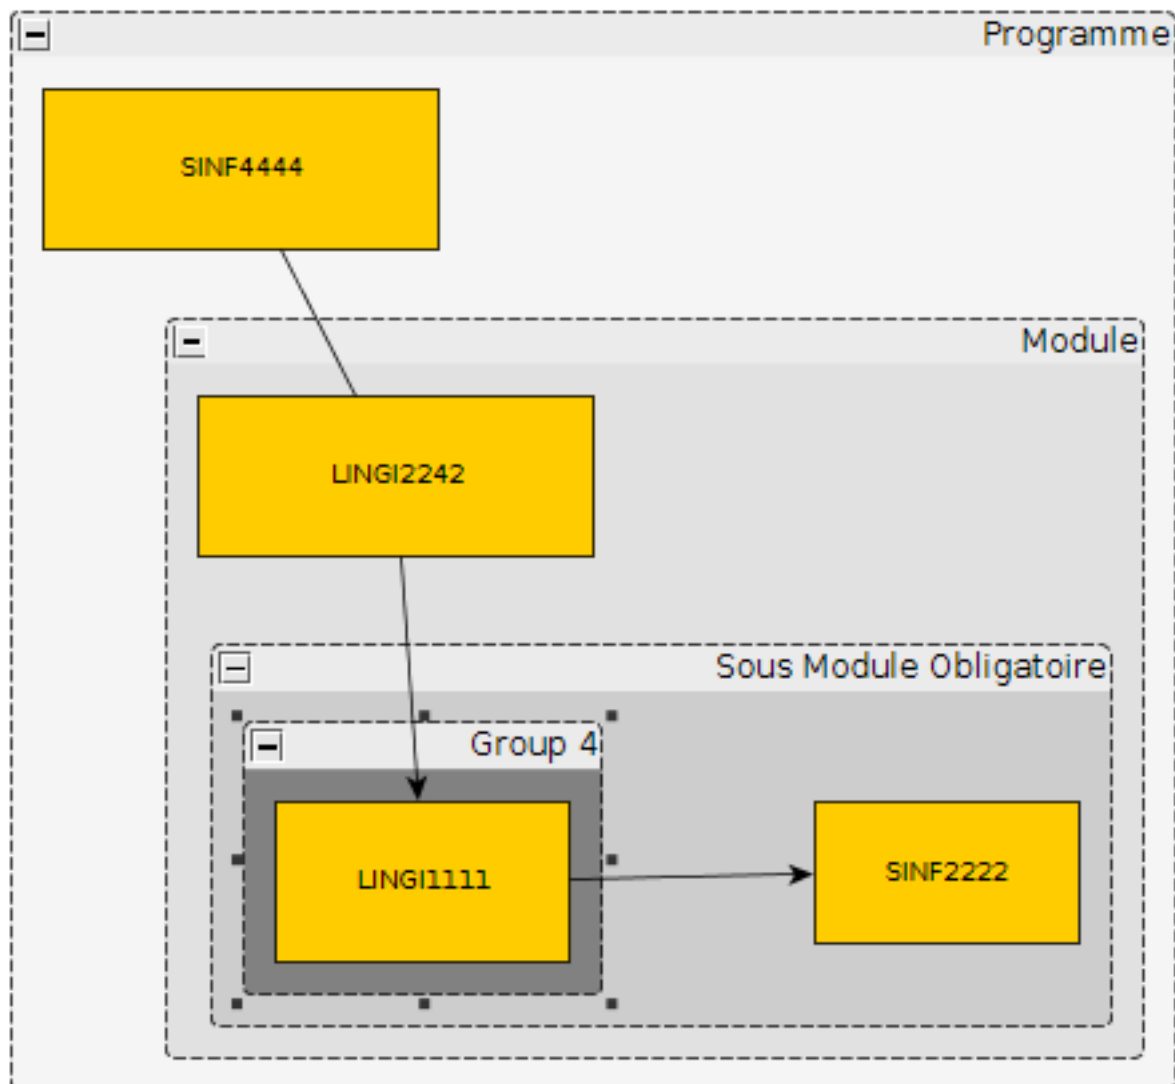 Programme
SINF4444
Module
LINGI2242
Sous Module Obligatoire
Group 4
LINGI1111
SINF2222